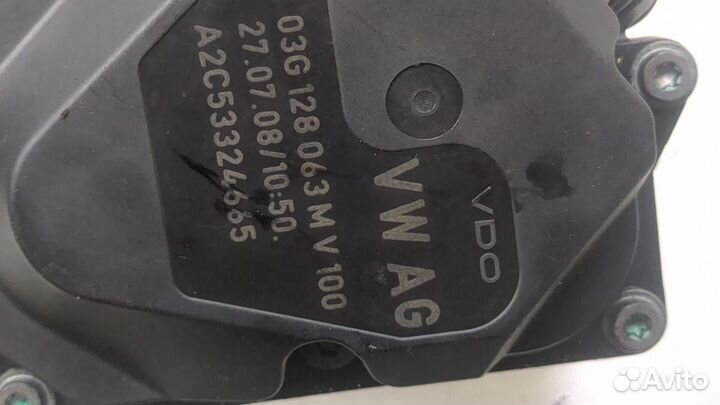 VDO
VW AG
03G 128 063 M V 100
27.07.08/10:50.
A2C53324665
Avito